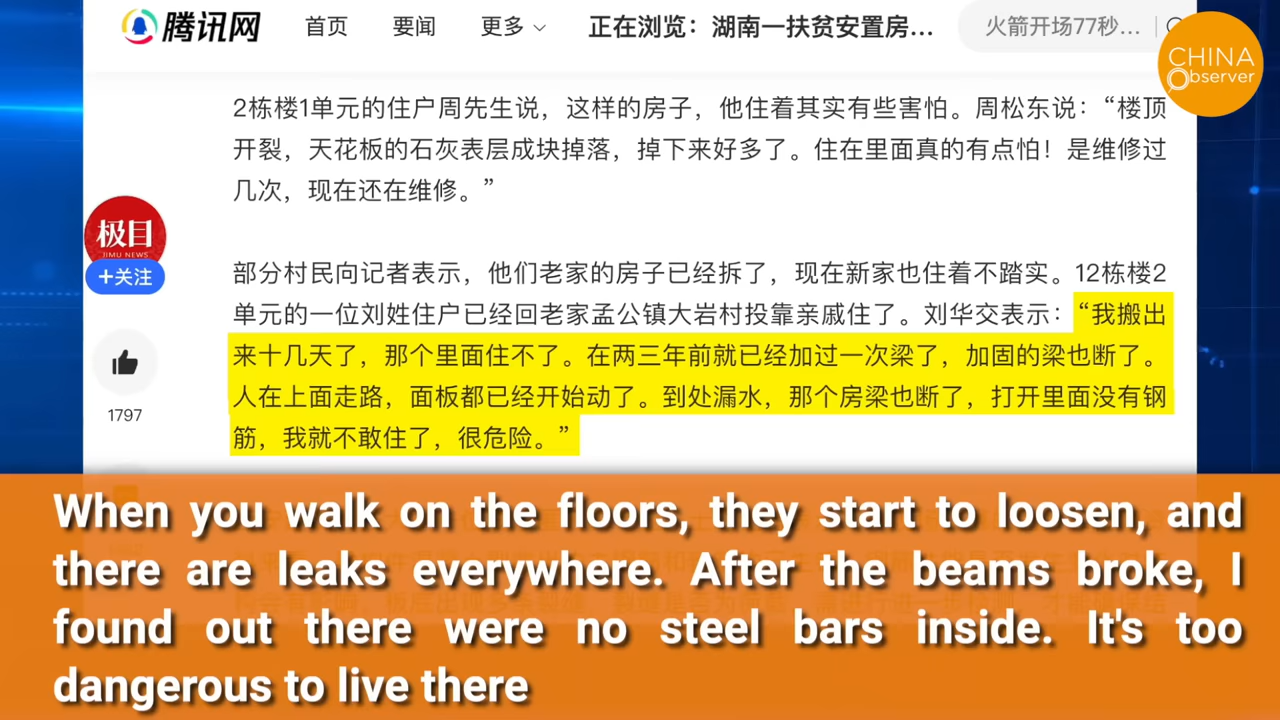 腾讯网 首页 要闻 更多 正在浏览：湖南一扶贫安置房... 火箭开场77秒...
CHINA
Observer
2栋楼1单元的住户周先生说，这样的房子，他住着其实有些害怕。周松东说：“楼顶
开裂，天花板的石灰表层成块掉落，掉下来好多了。住在里面真的有点怕！是维修过
几次，现在还在维修。”
极目
JIMU NEWS
+关注
部分村民向记者表示，他们老家的房子已经拆了，现在新家也住着不踏实。12栋楼2
单元的一位刘姓住户已经回老家孟公镇大岩村投靠亲戚住了。刘华交表示：“我搬出
来十几天了，那个里面住不了。在两三年前就已经加过一次梁了，加固的梁也断了。
人在上面走路，面板都已经开始动了。到处漏水，那个房梁也断了，打开里面没有钢
筋，我就不敢住了，很危险。”
1797
When you walk on the floors, they start to loosen, and
there are leaks everywhere. After the beams broke, I
found out there were no steel bars inside. It's too
dangerous to live there